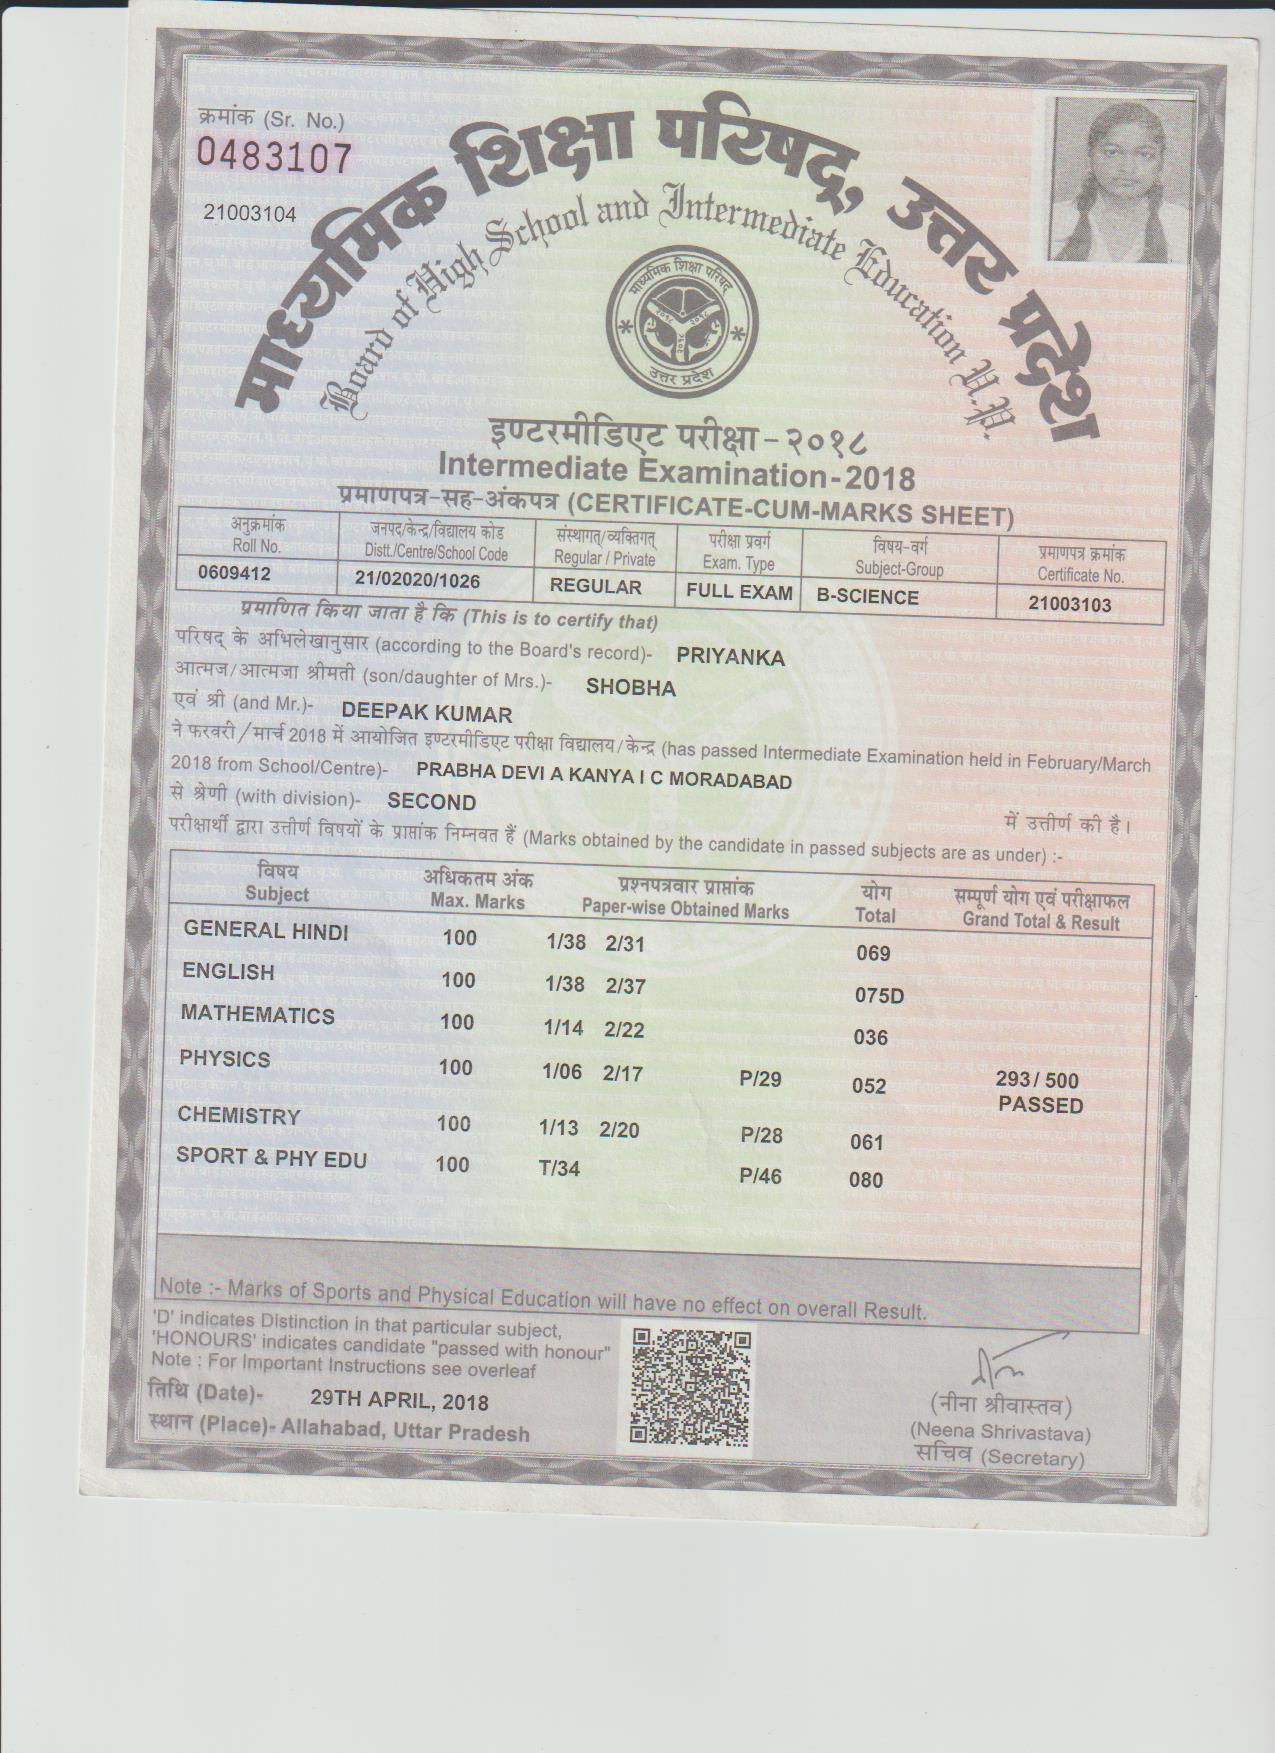 क्रमांक (Sr. No.)
0483107
21003104
माध्यमिक शिक्षा परिषद्, उत्तर प्रदेश
Board of High School and Intermediate Education U.P.
माध्यमिक शिक्षा परिषद्
२०१८ २०१८
२०१८
उत्तर प्रदेश
इण्टरमीडिएट परीक्षा - २०१८
Intermediate Examination - 2018
प्रमाणपत्र-सह-अंकपत्र (CERTIFICATE-CUM-MARKS SHEET)
अनुक्रमांक जनपद/केन्द्र/विद्यालय कोड संस्थागत्/व्यक्तिगत् परीक्षा प्रवर्ग विषय-वर्ग प्रमाणपत्र क्रमांक
Roll No. Distt./Centre/School Code Regular / Private Exam. Type Subject-Group Certificate No.
0609412 21/02020/1026 REGULAR FULL EXAM B-SCIENCE 21003103
प्रमाणित किया जाता है कि (This is to certify that)
परिषद् के अभिलेखानुसार (according to the Board's record)- PRIYANKA
आत्मज/आत्मजा श्रीमती (son/daughter of Mrs.)- SHOBHA
एवं श्री (and Mr.)- DEEPAK KUMAR
ने फरवरी/मार्च 2018 में आयोजित इण्टरमीडिएट परीक्षा विद्यालय/केन्द्र (has passed Intermediate Examination held in February/March
2018 from School/Centre)- PRABHA DEVI A KANYA I C MORADABAD
से श्रेणी (with division)- SECOND में उत्तीर्ण की है।
परीक्षार्थी द्वारा उत्तीर्ण विषयों के प्राप्तांक निम्नवत हैं (Marks obtained by the candidate in passed subjects are as under) :-
विषय अधिकतम अंक प्रश्नपत्रवार प्राप्तांक योग सम्पूर्ण योग एवं परीक्षाफल
Subject Max. Marks Paper-wise Obtained Marks Total Grand Total & Result
GENERAL HINDI 100 1/38 2/31 069
ENGLISH 100 1/38 2/37 075D
MATHEMATICS 100 1/14 2/22 036
PHYSICS 100 1/06 2/17 P/29 052 293/ 500
PASSED
CHEMISTRY 100 1/13 2/20 P/28 061
SPORT & PHY EDU 100 T/34 P/46 080
Note :- Marks of Sports and Physical Education will have no effect on overall Result.
'D' indicates Distinction in that particular subject,
'HONOURS' indicates candidate "passed with honour"
Note : For Important Instructions see overleaf
तिथि (Date)- 29TH APRIL, 2018
स्थान (Place)- Allahabad, Uttar Pradesh
(नीना श्रीवास्तव)
(Neena Shrivastava)
सचिव (Secretary)